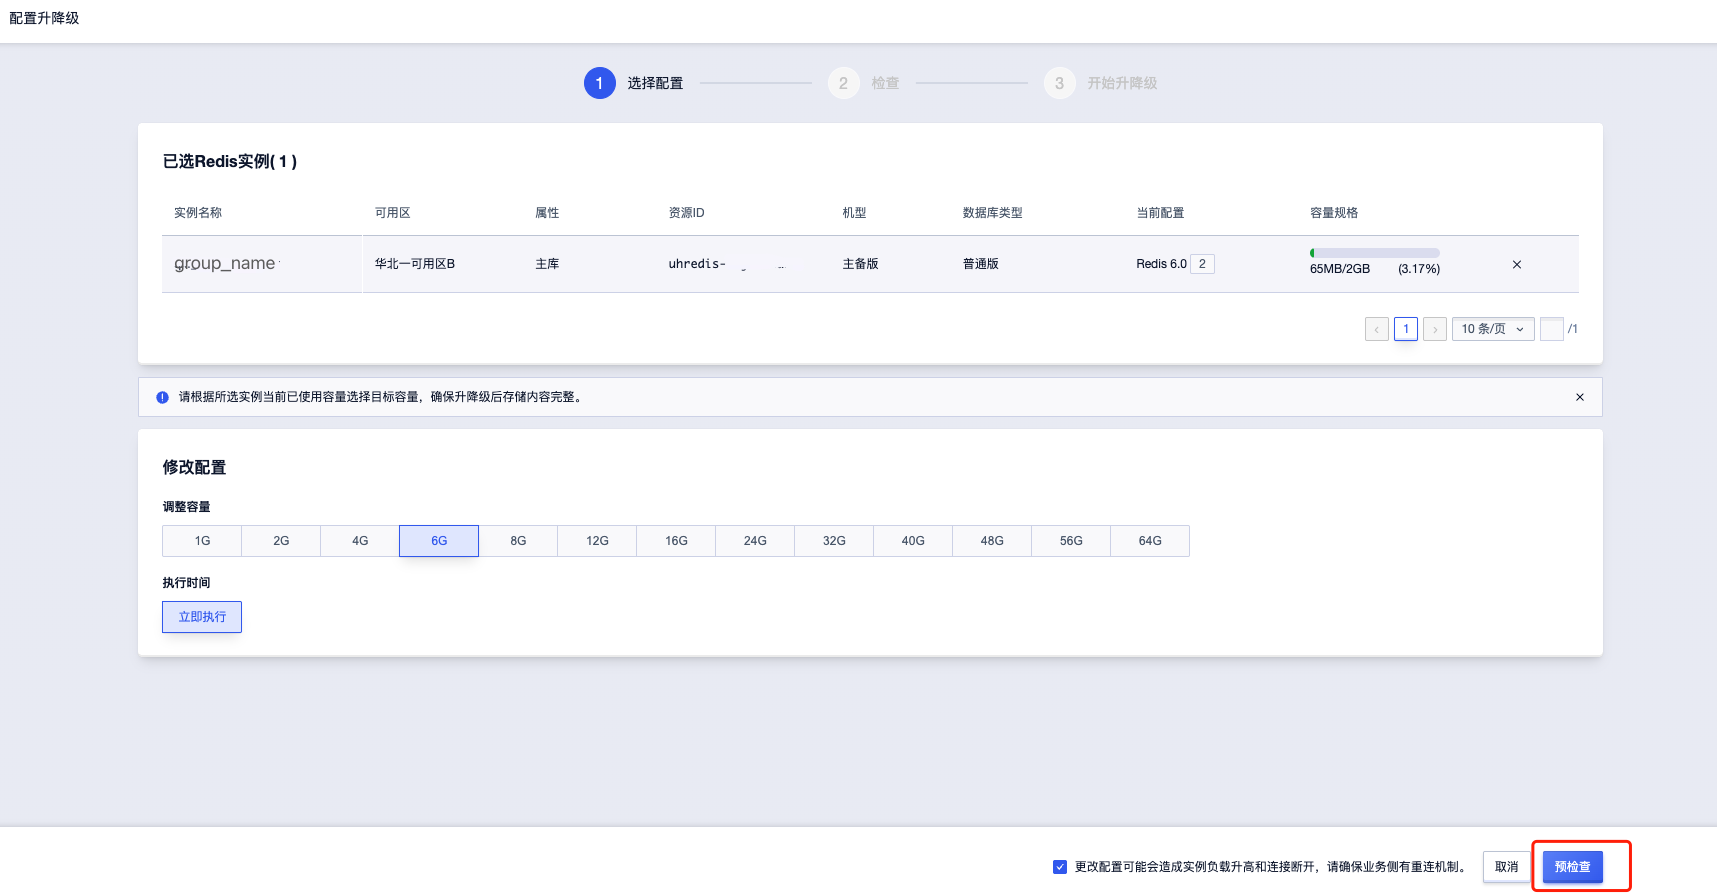 配置升降级
1 选择配置 2 检查 3 开始升降级
已选Redis实例( 1 )
实例名称 可用区 属性 资源ID 机型 数据库类型 当前配置 容量规格
group_name 华北一可用区B 主库 uhredis- 主备版 普通版 Redis 6.0 2 65MB/2GB (3.17%)
1 10 条/页 /1
请根据所选实例当前已使用容量选择目标容量，确保升降级后存储内容完整。
修改配置
调整容量
1G 2G 4G 6G 8G 12G 16G 24G 32G 40G 48G 56G 64G
执行时间
立即执行
更改配置可能会造成实例负载升高和连接断开，请确保业务侧有重连机制。 取消 预检查